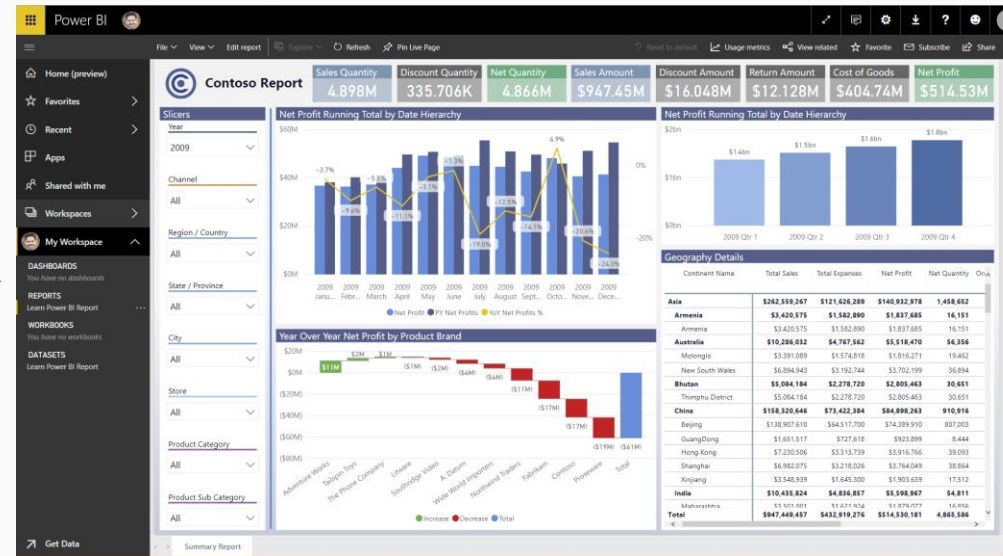 Power BI
File View Edit report Explore Refresh Pin Live Page Reset to default Usage metrics View related Favorite Subscribe Share
Home (preview)
Favorites
Recent
Apps
Shared with me
Workspaces
My Workspace
DASHBOARDS
You have no dashboards
REPORTS
Learn Power BI Report
WORKBOOKS
You have no workbooks
DATASETS
Learn Power BI Report
Get Data
Contoso Report
Sales Quantity
4.898M
Discount Quantity
335.706K
Net Quantity
4.866M
Sales Amount
$947.45M
Discount Amount
$16.048M
Return Amount
$12.128M
Cost of Goods
$404.74M
Net Profit
$514.53M
Slicers
Year
2009
Channel
All
Region / Country
All
State / Province
All
City
All
Store
All
Product Category
All
Product Sub Category
All
Net Profit Running Total by Date Hierarchy
$60M
$40M
$20M
$0M
0%
-20%
-3.7%
-9.6%
-5.8%
-11.1%
-3.1%
-1.3%
-19.0%
-12.5%
-16.1%
4.9%
-20.6%
-24.3%
2009 2009 2009 2009 2009 2009 2009 2009 2009 2009 2009 2009
Janu... Febr... March April May June July August Sept... Octo... Nove... Dece...
Net Profit PY Net Profits YoY Net Profits %
Year Over Year Net Profit by Product Brand
$20M
$0M
($20M)
($40M)
($60M)
($80M)
$11M
$2M
$1M
($1M)
($2M)
($4M)
($4M)
($11M)
($17M)
($17M)
($19M)
($61M)
Adventure Works
Tailspin Toys
The Phone Company
Litware
Southridge Video
A. Datum
Wide World Importers
Northwind Traders
Fabrikam
Contoso
Proseware
Total
Increase Decrease Total
Net Profit Running Total by Date Hierarchy
$2bn
$1bn
$0bn
$1.4bn
$1.5bn
$1.6bn
$1.8bn
2009 Qtr 1 2009 Qtr 2 2009 Qtr 3 2009 Qtr 4
Geography Details
Continent Name Total Sales Total Expenses Net Profit Net Quantity
Asia $262,559,267 $121,626,289 $140,932,978 1,458,652
Armenia $3,420,575 $1,582,890 $1,837,685 16,151
Armenia $3,420,575 $1,582,890 $1,837,685 16,151
Australia $10,286,032 $4,767,562 $5,518,470 56,356
Molonglo $3,391,089 $1,574,818 $1,816,271 19,462
New South Wales $6,894,943 $3,192,744 $3,702,199 36,894
Bhutan $5,084,184 $2,278,720 $2,805,463 30,651
Thimphu District $5,084,184 $2,278,720 $2,805,463 30,651
China $158,320,646 $73,422,384 $84,898,263 910,916
Beijing $138,907,610 $64,517,700 $74,389,910 807,003
GuangDong $1,651,517 $727,618 $923,899 8,444
Hong Kong $7,230,506 $3,313,739 $3,916,766 39,093
Shanghai $6,982,075 $3,218,026 $3,764,049 38,864
Xinjiang $3,548,939 $1,645,300 $1,903,639 17,512
India $10,435,824 $4,836,857 $5,598,967 54,811
Maharashtra
Total $947,449,457 $432,919,276 $514,530,181 4,865,586
Summary Report